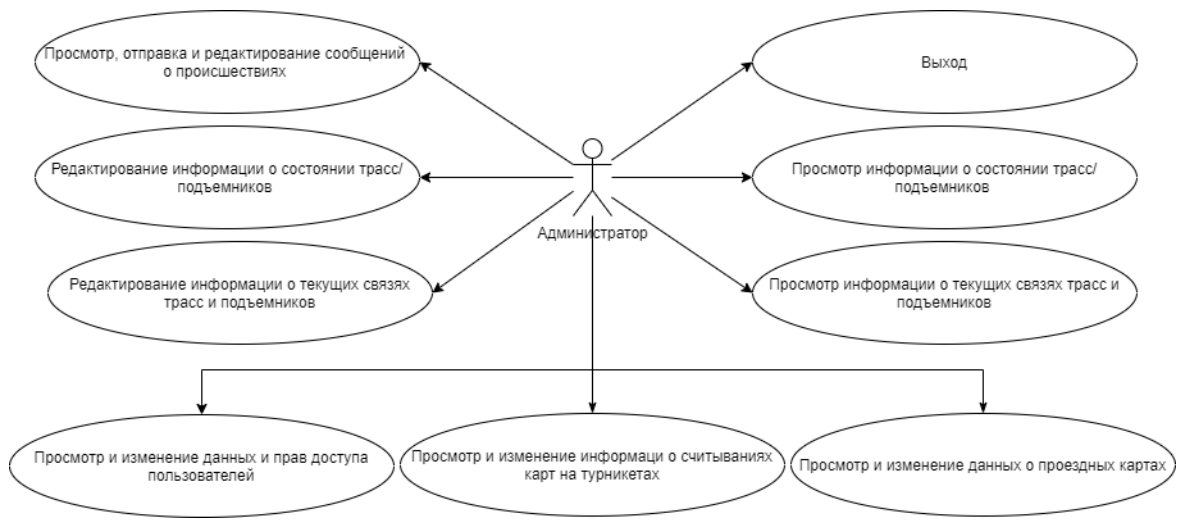 Просмотр, отправка и редактирование сообщений
о происшествиях
Выход
Редактирование информации о состоянии трасс/
подъемников
Просмотр информации о состоянии трасс/
подъемников
Администратор
Редактирование информации о текущих связях
трасс и подъемников
Просмотр информации о текущих связях трасс и
подъемников
Просмотр и изменение данных и прав доступа
пользователей
Просмотр и изменение информаци о считываниях
карт на турникетах
Просмотр и изменение данных о проездных картах